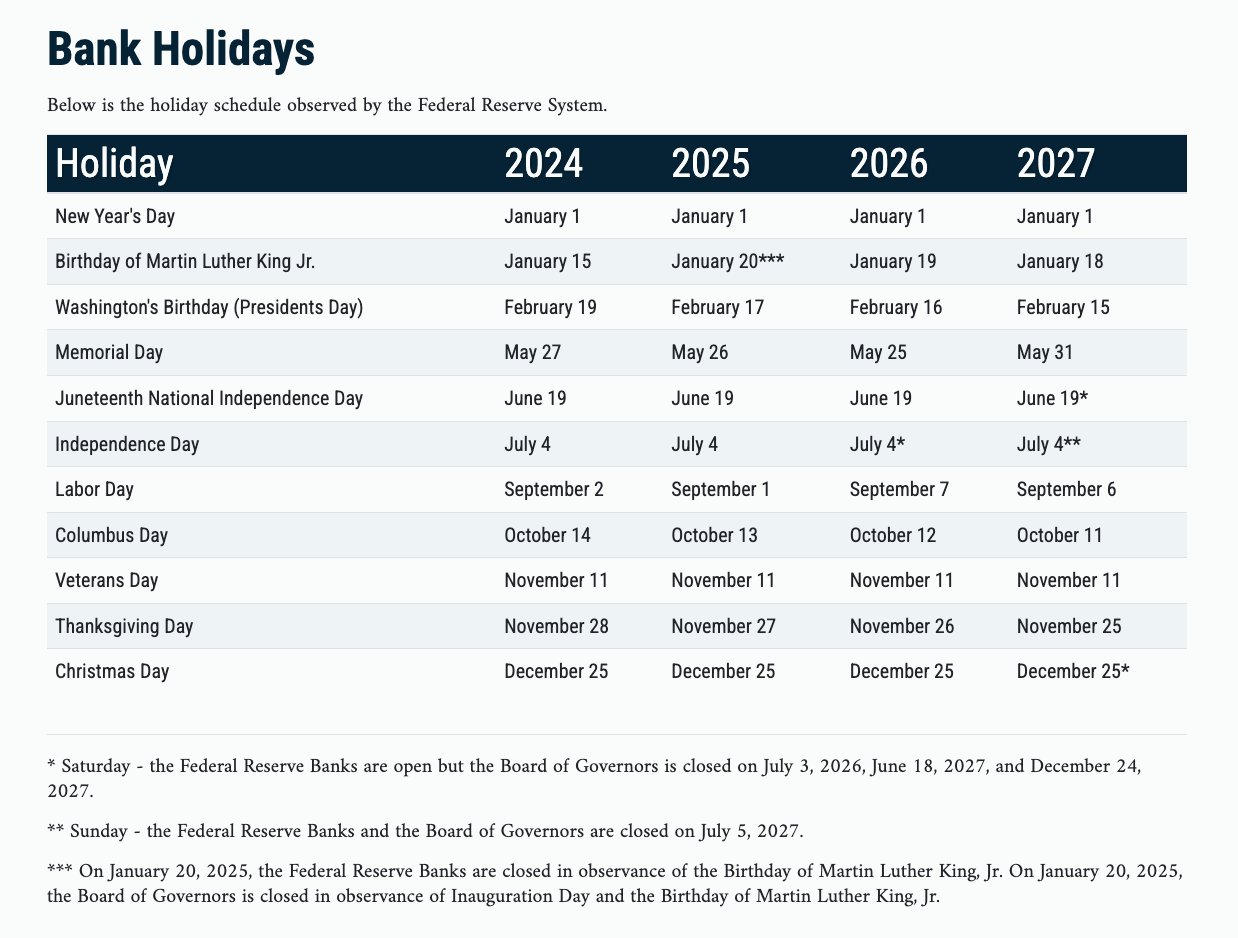 Bank Holidays
Below is the holiday schedule observed by the Federal Reserve System.
Holiday 2024 2025 2026 2027
New Year's Day January 1 January 1 January 1 January 1
Birthday of Martin Luther King Jr. January 15 January 20*** January 19 January 18
Washington's Birthday (Presidents Day) February 19 February 17 February 16 February 15
Memorial Day May 27 May 26 May 25 May 31
Juneteenth National Independence Day June 19 June 19 June 19 June 19*
Independence Day July 4 July 4 July 4* July 4**
Labor Day September 2 September 1 September 7 September 6
Columbus Day October 14 October 13 October 12 October 11
Veterans Day November 11 November 11 November 11 November 11
Thanksgiving Day November 28 November 27 November 26 November 25
Christmas Day December 25 December 25 December 25 December 25*
* Saturday - the Federal Reserve Banks are open but the Board of Governors is closed on July 3, 2026, June 18, 2027, and December 24,
2027.
** Sunday - the Federal Reserve Banks and the Board of Governors are closed on July 5, 2027.
*** On January 20, 2025, the Federal Reserve Banks are closed in observance of the Birthday of Martin Luther King, Jr. On January 20, 2025,
the Board of Governors is closed in observance of Inauguration Day and the Birthday of Martin Luther King, Jr.